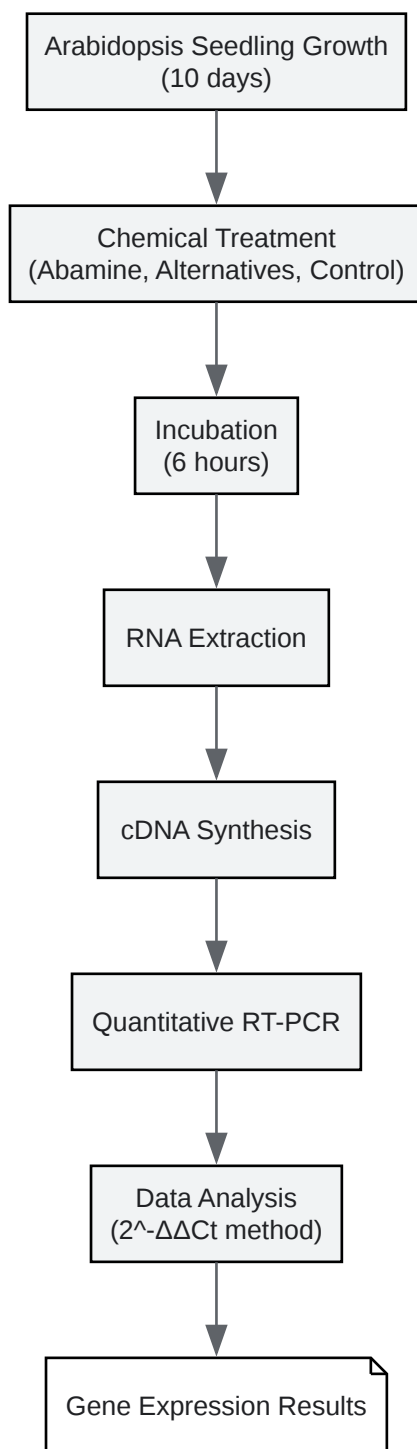 Arabidopsis Seedling Growth
(10 days)
Chemical Treatment
(Abamine, Alternatives, Control)
Incubation
(6 hours)
RNA Extraction
cDNA Synthesis
Quantitative RT-PCR
Data Analysis
(2^-ΔΔCt method)
Gene Expression Results